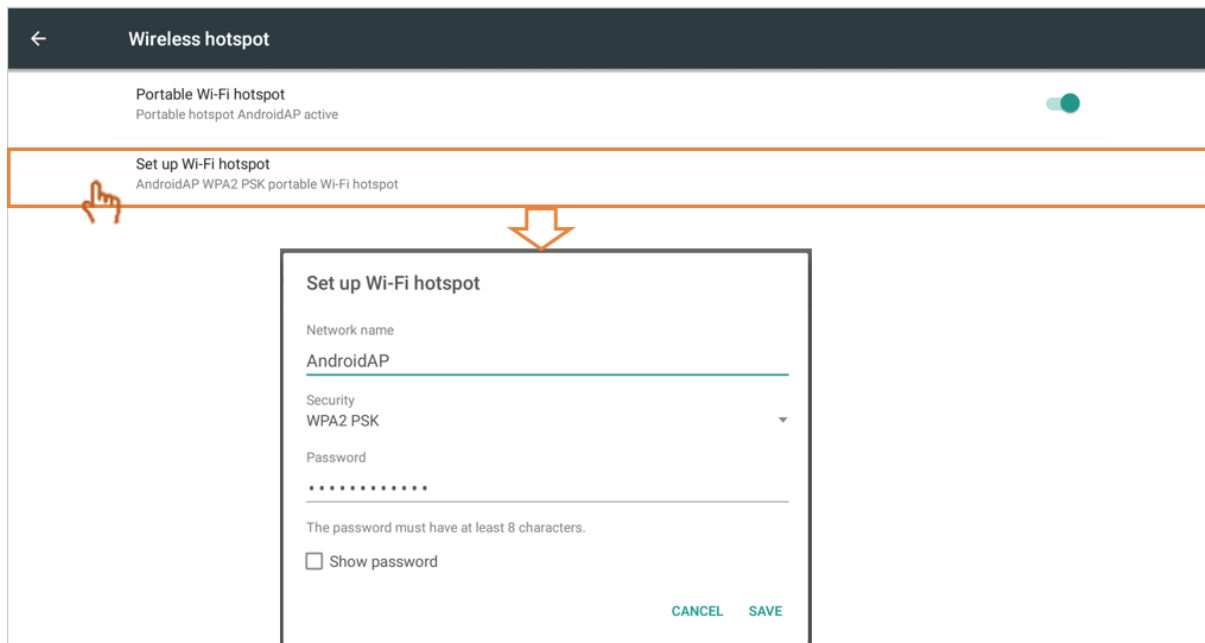 Wireless hotspot
Portable Wi-Fi hotspot
Portable hotspot AndroidAP active
Set up Wi-Fi hotspot
AndroidAP WPA2 PSK portable Wi-Fi hotspot
Set up Wi-Fi hotspot
Network name
AndroidAP
Security
WPA2 PSK
Password
••••••••••••
The password must have at least 8 characters.
Show password
CANCEL SAVE